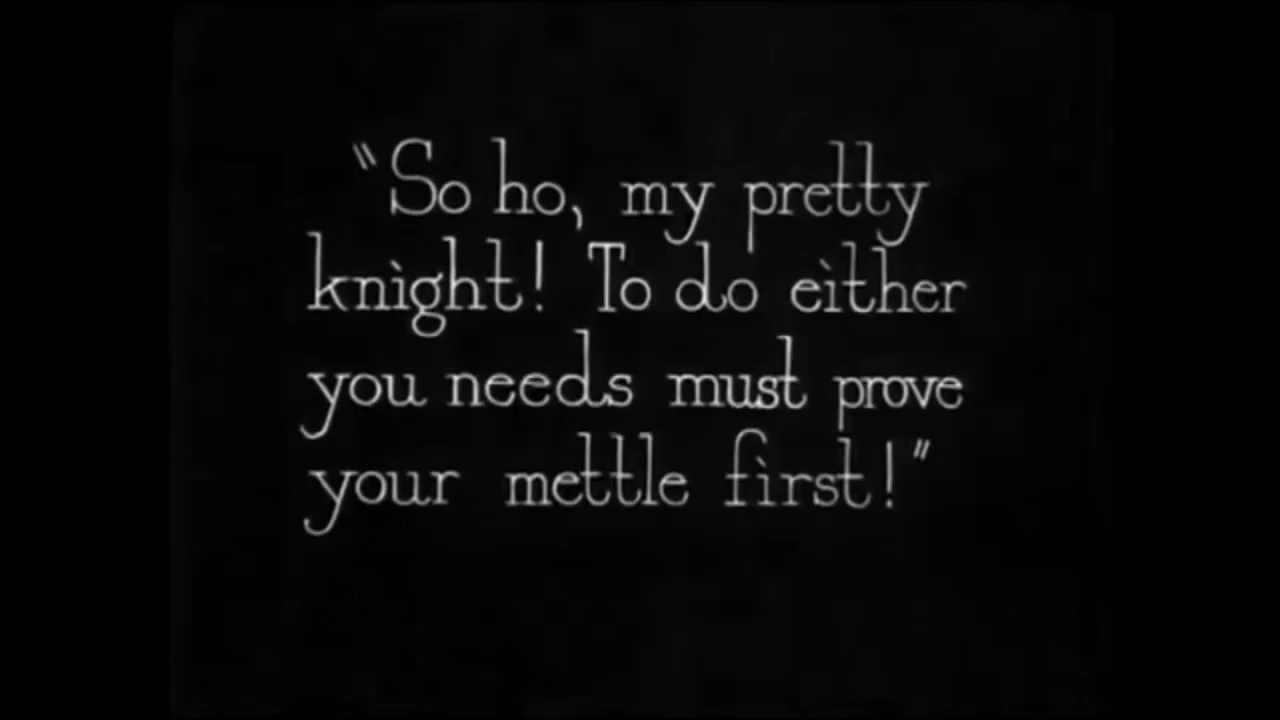 "So ho, my pretty
knight! To do either
you needs must prove
your mettle first!"